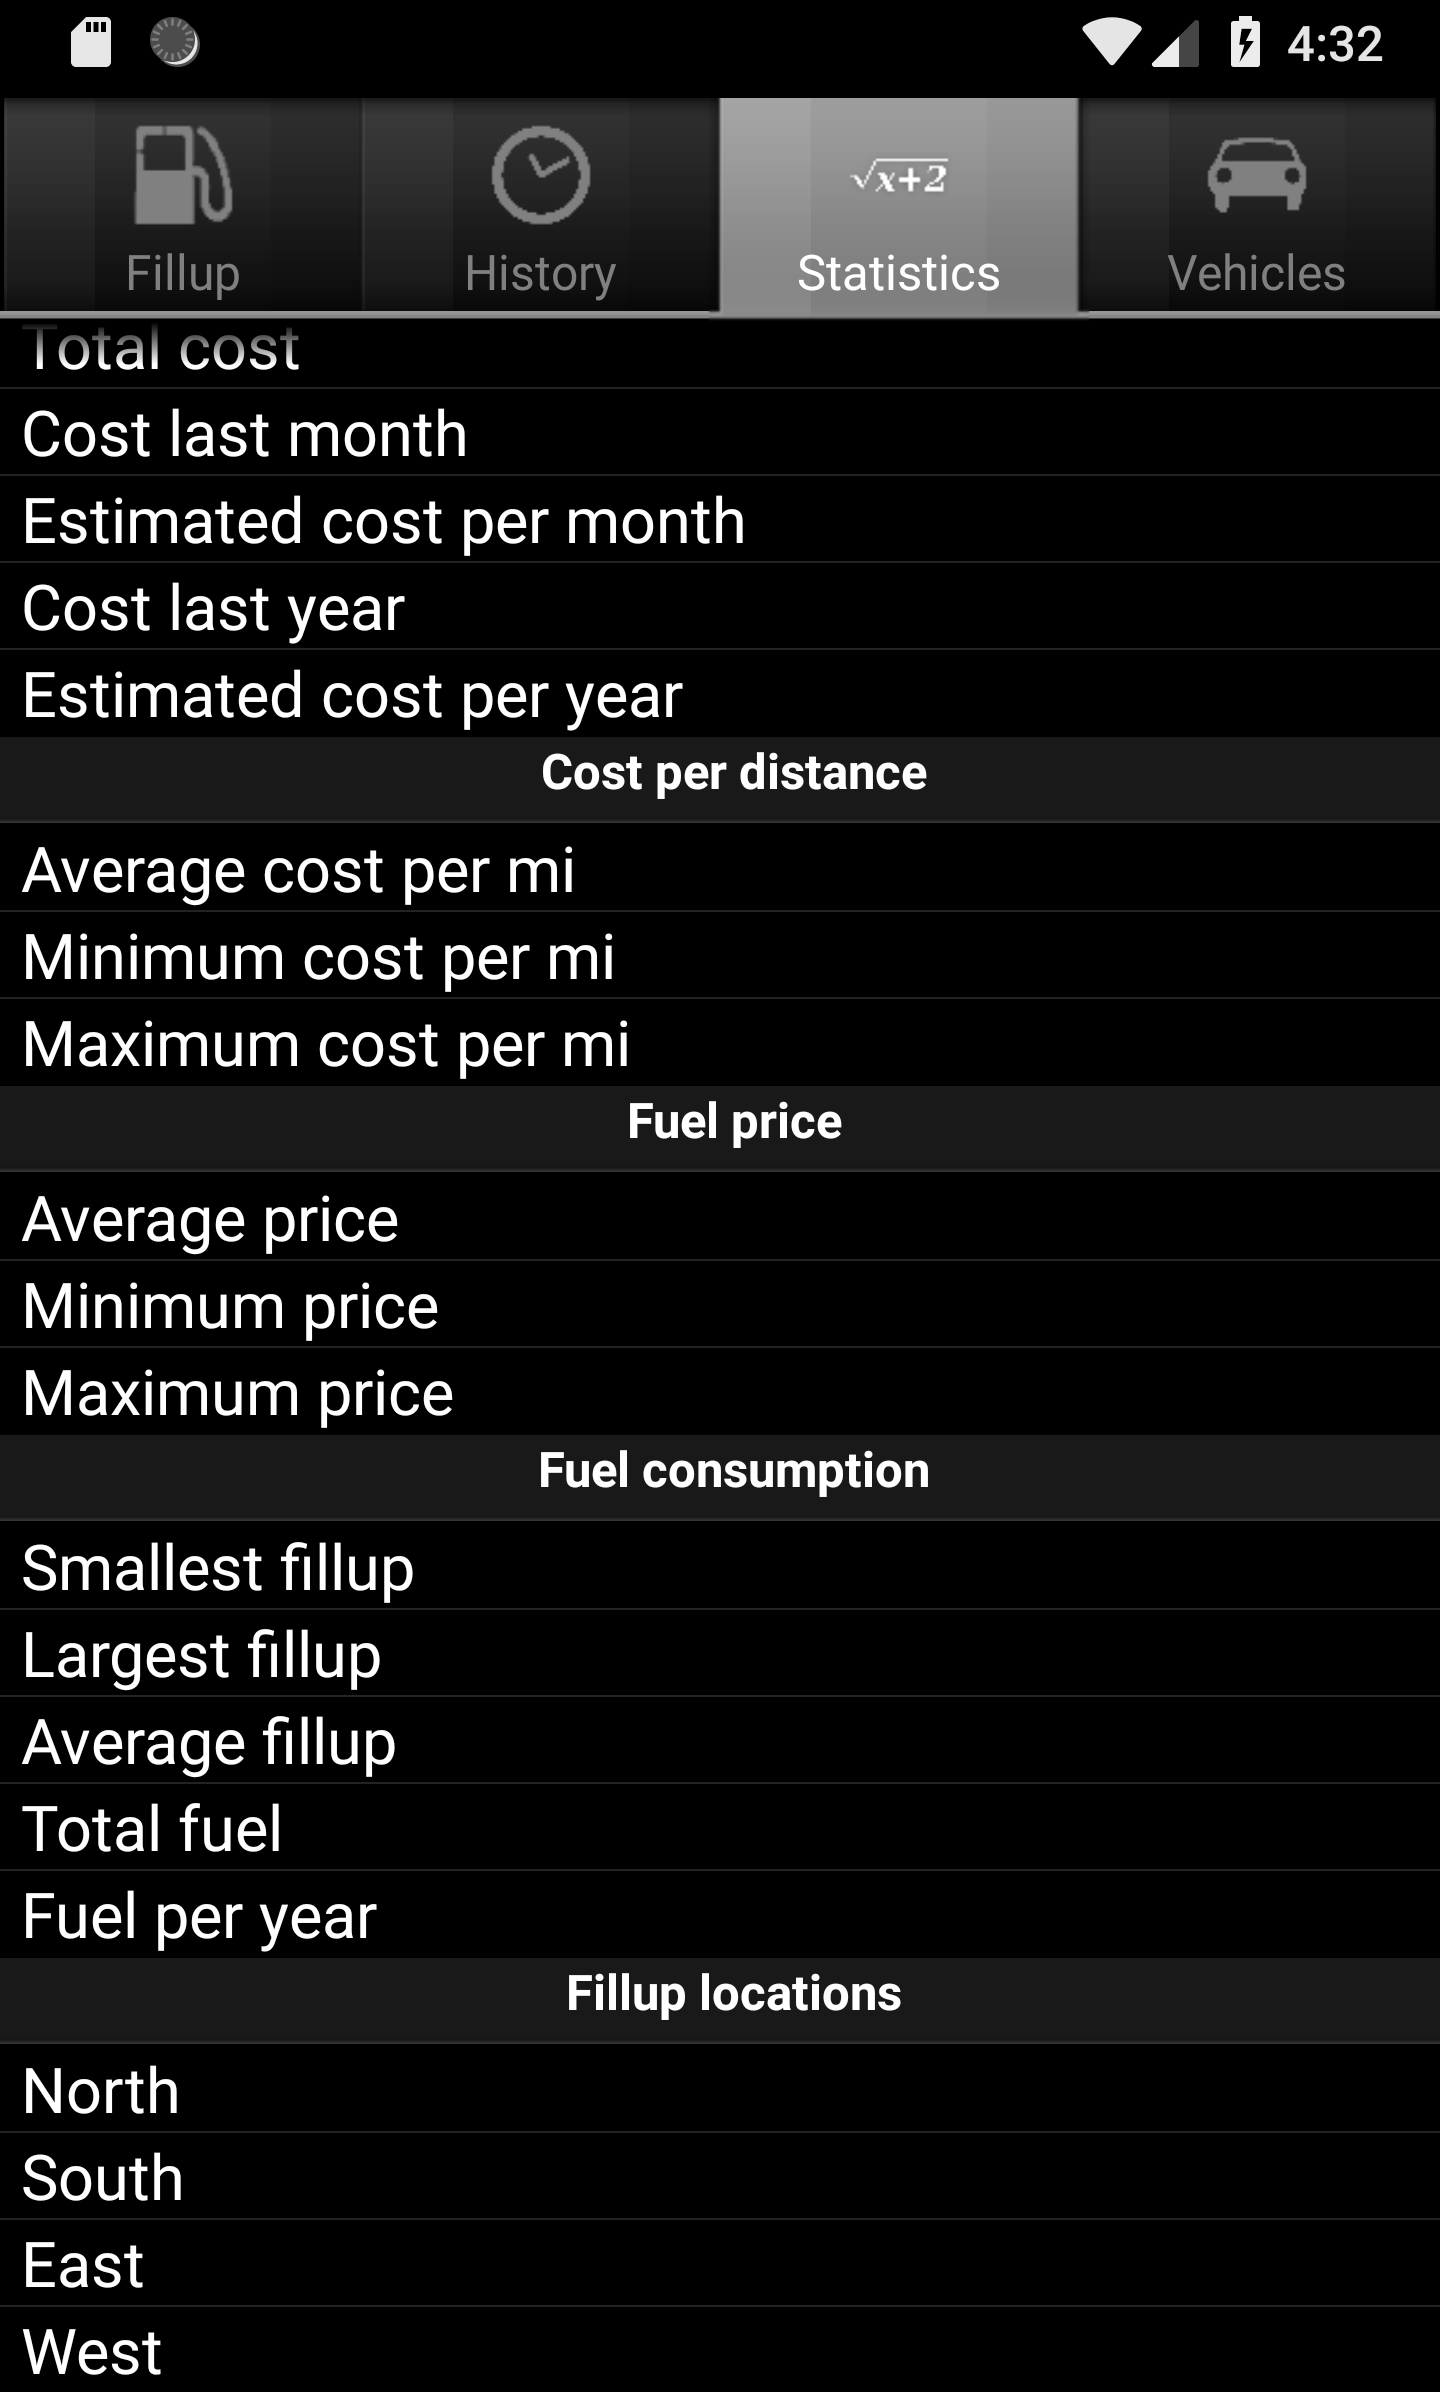 4:32
Fillup
History
√x+2
Statistics
Vehicles
Total cost
Cost last month
Estimated cost per month
Cost last year
Estimated cost per year
Cost per distance
Average cost per mi
Minimum cost per mi
Maximum cost per mi
Fuel price
Average price
Minimum price
Maximum price
Fuel consumption
Smallest fillup
Largest fillup
Average fillup
Total fuel
Fuel per year
Fillup locations
North
South
East
West